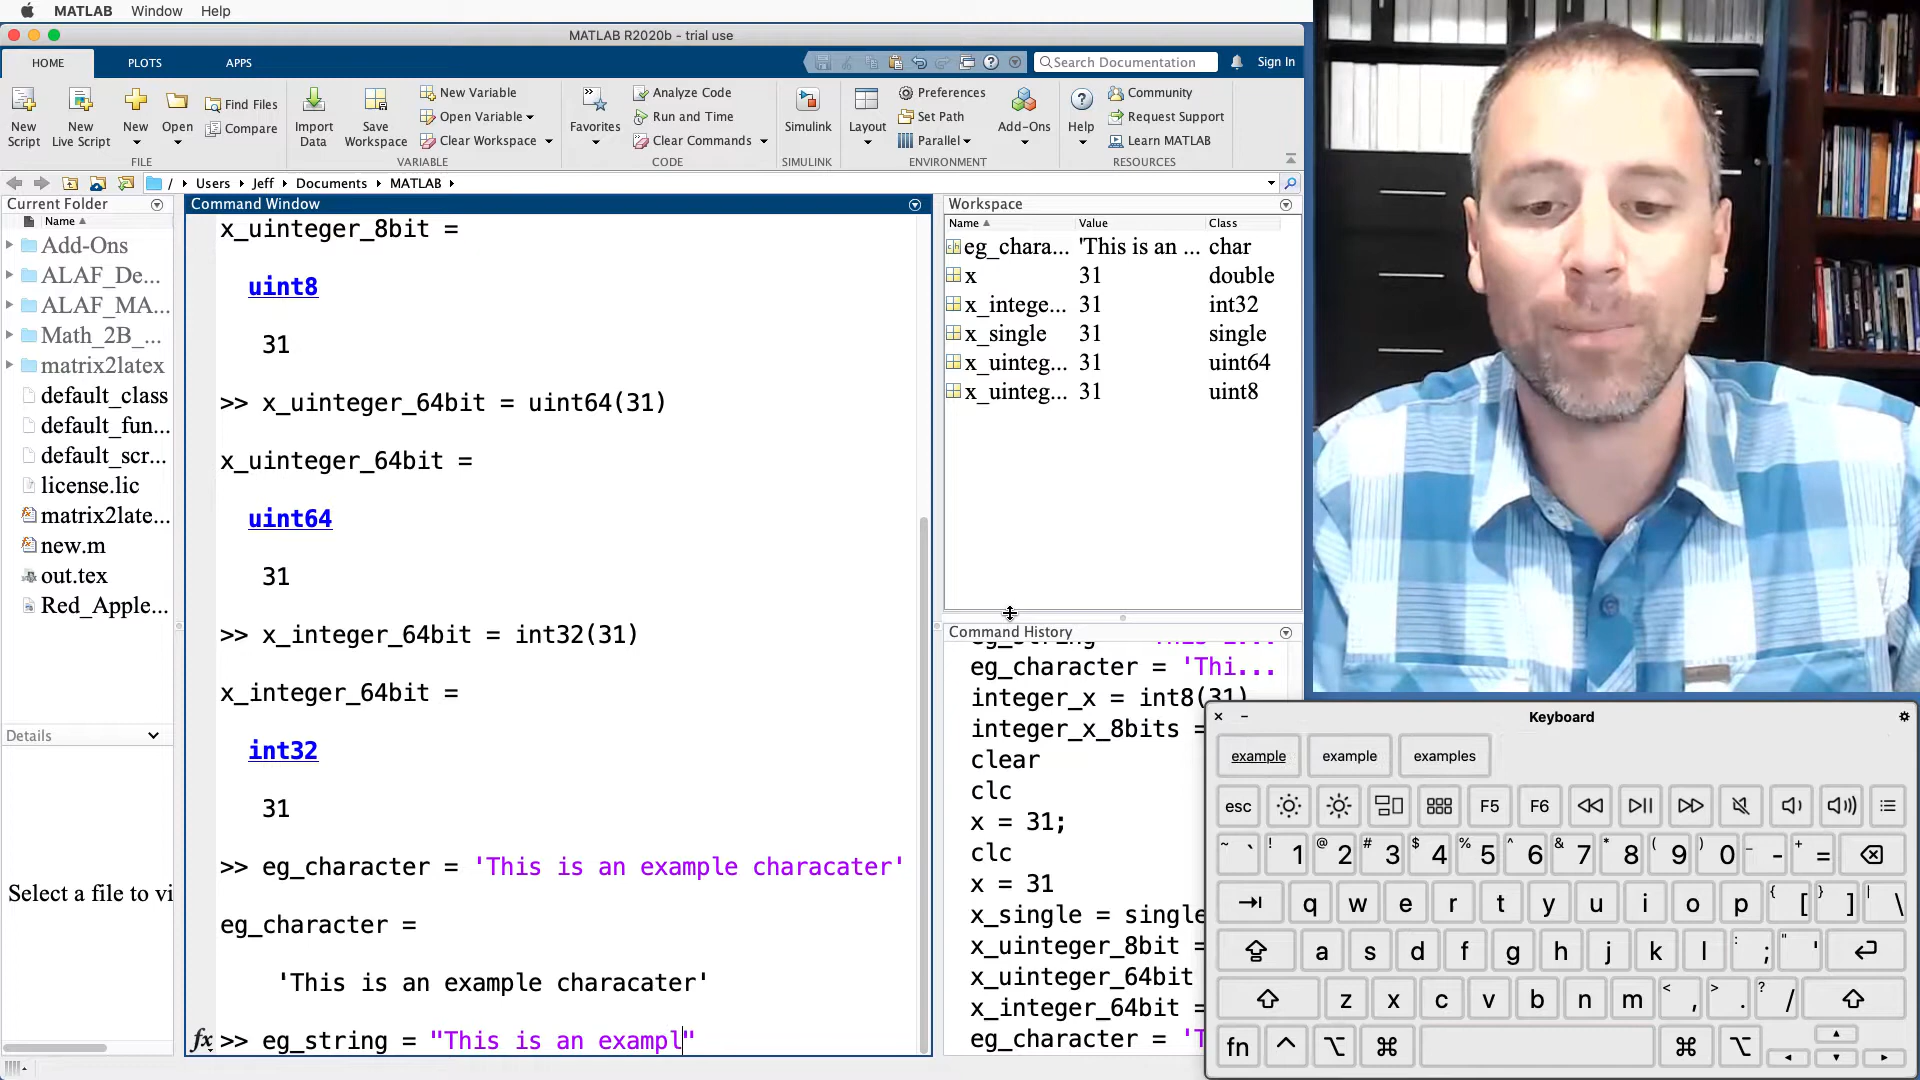 MATLAB Window Help
MATLAB R2020b - trial use
HOME PLOTS APPS
Search Documentation
Sign In
New Script
New Live Script
New
Open
Find Files
Compare
FILE
Import Data
Save Workspace
New Variable
Open Variable
Clear Workspace
VARIABLE
Favorites
Analyze Code
Run and Time
Clear Commands
CODE
Simulink
SIMULINK
Layout
Preferences
Set Path
Parallel
Add-Ons
ENVIRONMENT
Help
Community
Request Support
Learn MATLAB
RESOURCES
/ Users Jeff Documents MATLAB
Current Folder
Name
Add-Ons
ALAF_De...
ALAF_MA...
Math_2B_...
matrix2latex
default_class
default_fun...
default_scr...
license.lic
matrix2late...
new.m
out.tex
Red_Apple...
Details
Select a file to vi
Command Window
x_uinteger_8bit =
uint8
31
>> x_uinteger_64bit = uint64(31)
x_uinteger_64bit =
uint64
31
>> x_integer_64bit = int32(31)
x_integer_64bit =
int32
31
>> eg_character = 'This is an example characater'
eg_character =
'This is an example characater'
fx >> eg_string = "This is an exampl"
Workspace
Name Value Class
eg_chara... 'This is an ... char
x 31 double
x_intege... 31 int32
x_single 31 single
x_uinteg... 31 uint64
x_uinteg... 31 uint8
Command History
eg_character = 'Thi...
integer_x = int8(31)
integer_x_8bits =
clear
clc
x = 31;
clc
x = 31
x_single = single
x_uinteger_8bit =
x_uinteger_64bit
x_integer_64bit =
eg_character = 'T
Keyboard
example example examples
esc F5 F6
~ ` ! 1 @ 2 # 3 $ 4 % 5 ^ 6 & 7 * 8 ( 9 ) 0 _ - + =
q w e r t y u i o p { [ } ] | \
a s d f g h j k l : ; " '
z x c v b n m < , > . ? /
fn